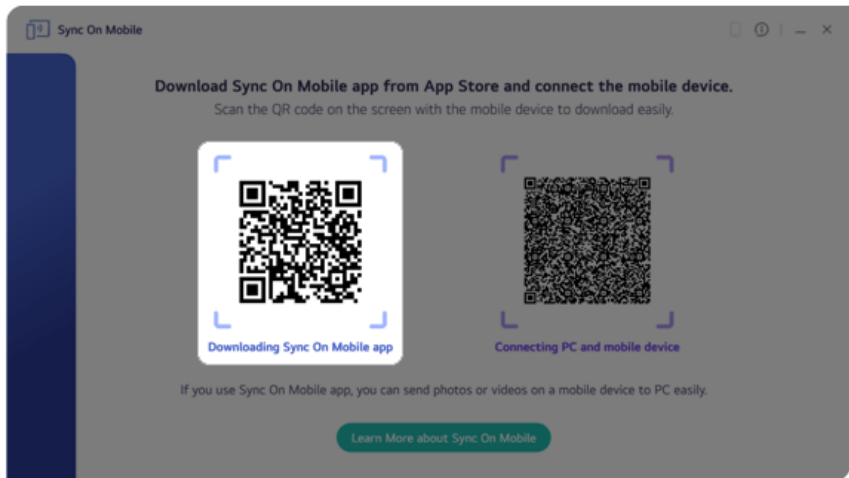 Sync On Mobile
Download Sync On Mobile app from App Store and connect the mobile device.
Scan the QR code on the screen with the mobile device to download easily.
Downloading Sync On Mobile app
Connecting PC and mobile device
If you use Sync On Mobile app, you can send photos or videos on a mobile device to PC easily.
Learn More about Sync On Mobile